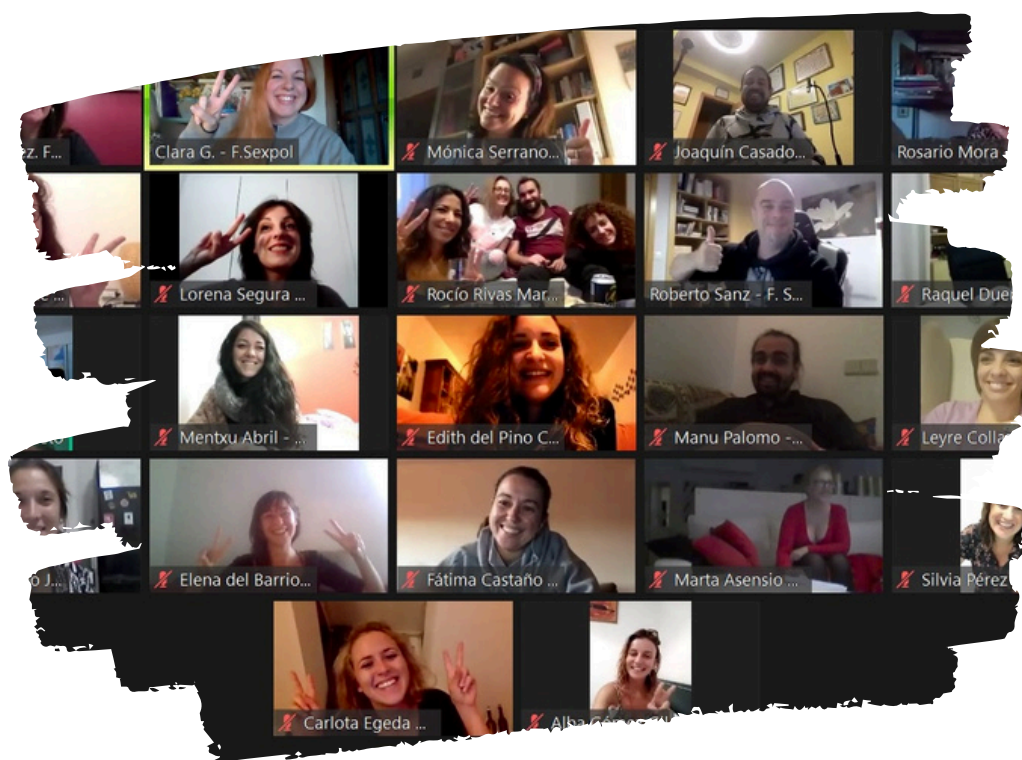 z. F...
Clara G. - F.Sexpol
Mónica Serrano...
Joaquín Casado...
Rosario Mora
Lorena Segura ...
Rocío Rivas Mar...
Roberto Sanz - F. S...
Raquel Due
Mentxu Abril - ...
Edith del Pino C...
Manu Palomo -...
Leyre Colla
o J...
Elena del Barrio...
Fátima Castaño ...
Marta Asensio ...
Silvia Pérez
Carlota Egeda ...
Alba